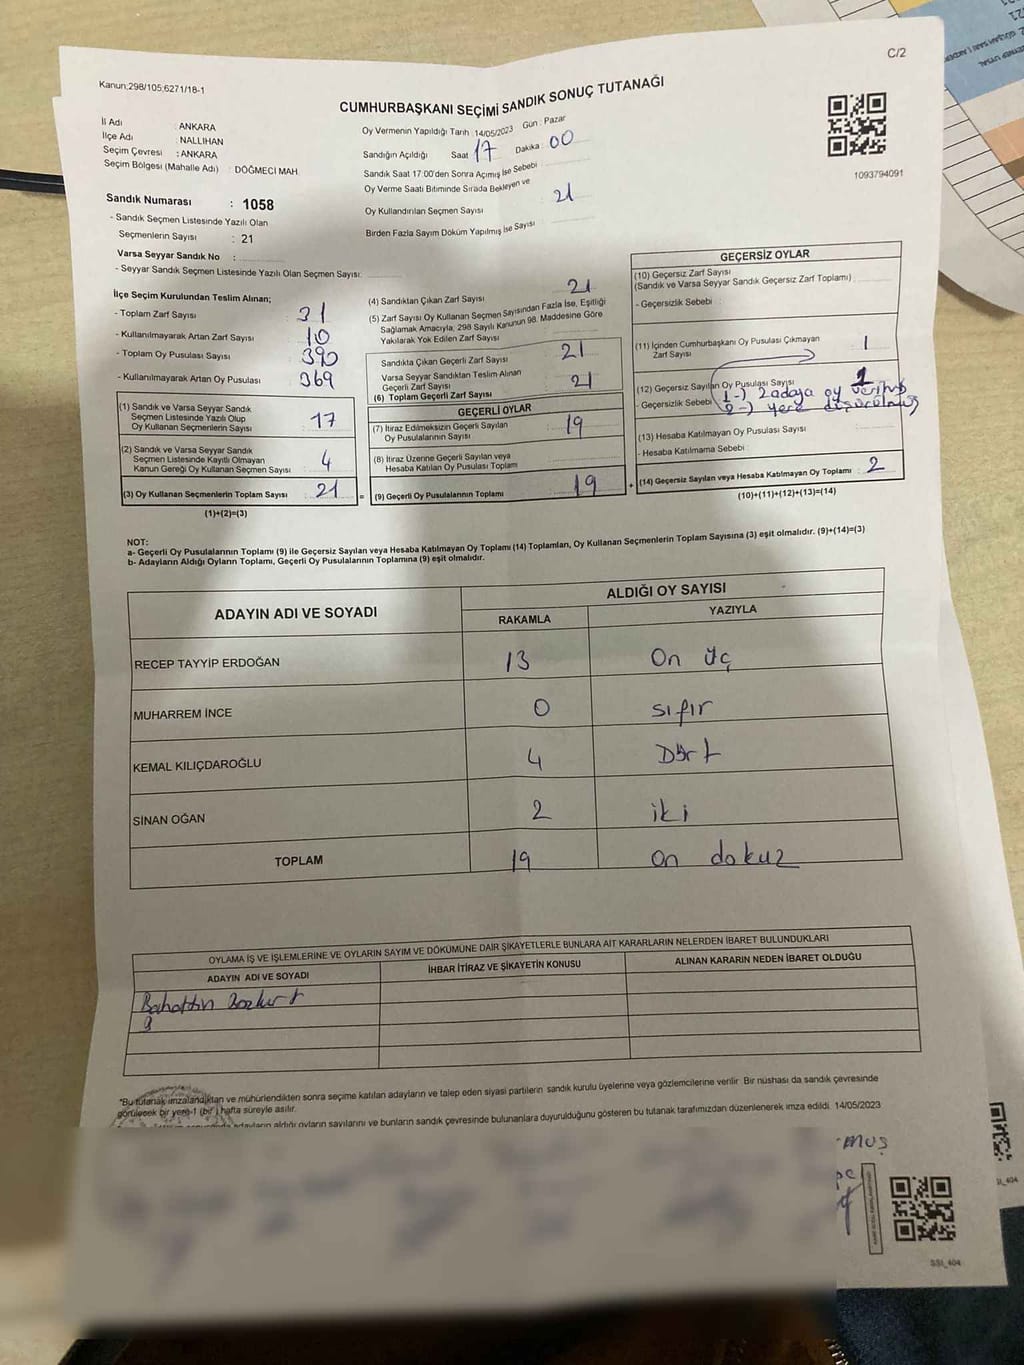 C/2
Kanun;298/105;6271/18-1
CUMHURBAŞKANI SEÇİMİ SANDIK SONUÇ TUTANAĞI
İl Adı : ANKARA
İlçe Adı : NALLIHAN
Seçim Çevresi : ANKARA
Seçim Bölgesi (Mahalle Adı) : DOĞMECİ MAH.
Oy Vermenin Yapıldığı Tarih : 14/05/2023 Gün : Pazar
Sandığın Açıldığı Saat 17 Dakika : 00
Sandık Saat 17:00'den Sonra Açımış İse Sebebi
Oy Verme Saati Bitiminde Sırada Bekleyen ve
Oy Kullandırılan Seçmen Sayısı 21
Birden Fazla Sayım Döküm Yapılmış İse Sayısı
1093794091
Sandık Numarası : 1058
- Sandık Seçmen Listesinde Yazılı Olan
Seçmenlerin Sayısı : 21
Varsa Seyyar Sandık No :
- Seyyar Sandık Seçmen Listesinde Yazılı Olan Seçmen Sayısı:
İlçe Seçim Kurulundan Teslim Alınan;
- Toplam Zarf Sayısı : 31
- Kullanılmayarak Artan Zarf Sayısı : 10
- Toplam Oy Pusulası Sayısı : 390
- Kullanılmayarak Artan Oy Pusulası : 369
(1) Sandık ve Varsa Seyyar Sandık
Seçmen Listesinde Yazılı Olup
Oy Kullanan Seçmenlerin Sayısı : 17
(2) Sandık ve Varsa Seyyar Sandık
Seçmen Listesinde Kayıtlı Olmayan
Kanun Gereği Oy Kullanan Seçmen Sayısı : 4
(3) Oy Kullanan Seçmenlerin Toplam Sayısı : 21
(1)+(2)=(3)
(4) Sandıktan Çıkan Zarf Sayısı 21
(5) Zarf Sayısı Oy Kullanan Seçmen Sayısından Fazla İse, Eşitliği
Sağlamak Amacıyla, 298 Sayılı Kanunun 98. Maddesine Göre
Yakılarak Yok Edilen Zarf Sayısı
Sandıkta Çıkan Geçerli Zarf Sayısı 21
Varsa Seyyar Sandıktan Teslim Alınan
Geçerli Zarf Sayısı
(6) Toplam Geçerli Zarf Sayısı 21
GEÇERLİ OYLAR
(7) İtiraz Edilmeksizin Geçerli Sayılan
Oy Pusulalarının Sayısı : 19
(8) İtiraz Üzerine Geçerli Sayılan veya
Hesaba Katılan Oy Pusulası Toplamı
(9) Geçerli Oy Pusulalarının Toplamı : 19
GEÇERSİZ OYLAR
(10) Geçersiz Zarf Sayısı
(Sandık ve Varsa Seyyar Sandık Geçersiz Zarf Toplamı)
- Geçersizlik Sebebi :
(11) İçinden Cumhurbaşkanı Oy Pusulası Çıkmayan
Zarf Sayısı 1
(12) Geçersiz Sayılan Oy Pusulası Sayısı 1
- Geçersizlik Sebebi 1-) 2 adaya oy verilmiş
2-) yere düşürülmüş
(13) Hesaba Katılmayan Oy Pusulası Sayısı :
- Hesaba Katılmama Sebebi :
(14) Geçersiz Sayılan veya Hesaba Katılmayan Oy Toplamı : 2
(10)+(11)+(12)+(13)=(14)
NOT:
a- Geçerli Oy Pusulalarının Toplamı (9) ile Geçersiz Sayılan veya Hesaba Katılmayan Oy Toplamı (14) Toplamları, Oy Kullanan Seçmenlerin Toplam Sayısına (3) eşit olmalıdır. (9)+(14)=(3)
b- Adayların Aldığı Oyların Toplamı, Geçerli Oy Pusulalarının Toplamına (9) eşit olmalıdır.
ADAYIN ADI VE SOYADI
ALDIĞI OY SAYISI
RAKAMLA YAZIYLA
RECEP TAYYİP ERDOĞAN 13 On üç
MUHARREM İNCE 0 sıfır
KEMAL KILIÇDAROĞLU 4 Dört
SİNAN OĞAN 2 iki
TOPLAM 19 on dokuz
OYLAMA İŞ VE İŞLEMLERİNE VE OYLARIN SAYIM VE DÖKÜMÜNE DAİR ŞİKAYETLERLE BUNLARA AİT KARARLARIN NELERDEN İBARET BULUNDUKLARI
ADAYIN ADI VE SOYADI İHBAR İTİRAZ VE ŞİKAYETİN KONUSU ALINAN KARARIN NEDEN İBARET OLDUĞU
Bahattin Bozkurt
"Bu tutanak imzalandıktan ve mühürlendikten sonra seçime katılan adayların ve talep eden siyasi partilerin sandık kurulu üyelerine veya gözlemcilerine verilir. Bir nüshası da sandık çevresinde
görülecek bir yere 1 (bir ) hafta süreyle asılır.
adayların aldığı oyların sayılarını ve bunların sandık çevresinde bulunanlara duyurulduğunu gösteren bu tutanak tarafımızdan düzenlenerek imza edildi. 14/05/2023
SSI_404